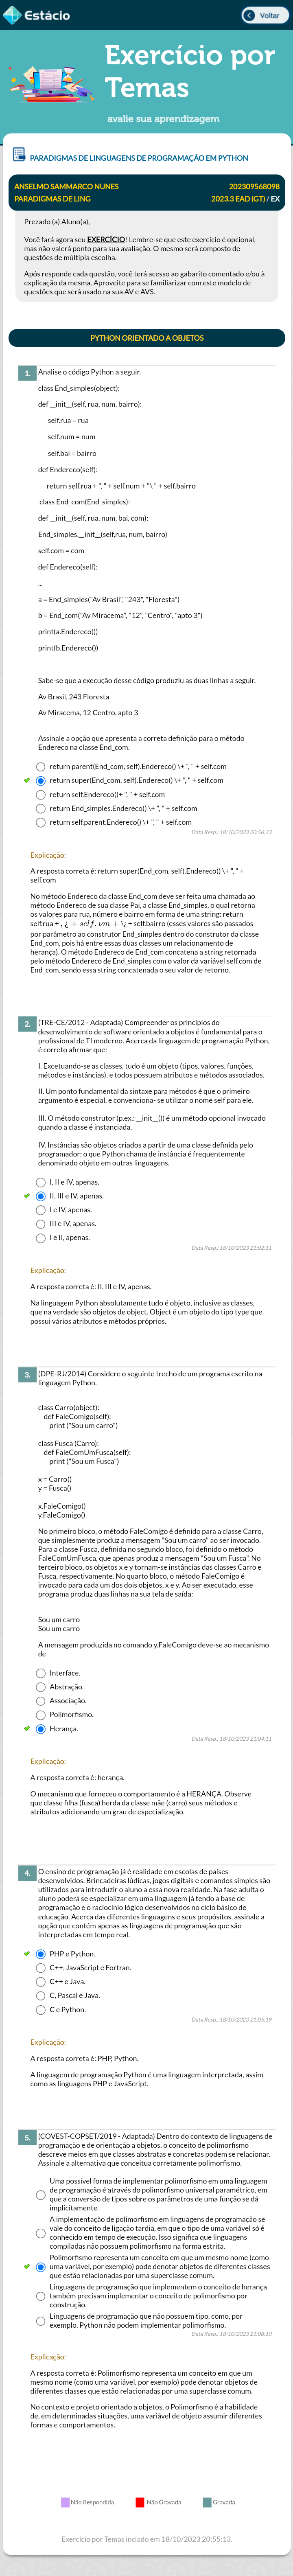 Estácio
Voltar
Exercício por
Temas
avalie sua aprendizagem
PARADIGMAS DE LINGUAGENS DE PROGRAMAÇÃO EM PYTHON
ANSELMO SAMMARCO NUNES
202309568098
PARADIGMAS DE LING
2023.3 EAD (GT) / EX
Prezado (a) Aluno(a),
Você fará agora seu EXERCÍCIO! Lembre-se que este exercício é opcional,
mas não valerá ponto para sua avaliação. O mesmo será composto de
questões de múltipla escolha.
Após responde cada questão, você terá acesso ao gabarito comentado e/ou à
explicação da mesma. Aproveite para se familiarizar com este modelo de
questões que será usado na sua AV e AVS.
PYTHON ORIENTADO A OBJETOS
1.
Analise o código Python a seguir.
class End_simples(object):
def __init__(self, rua, num, bairro):
self.rua = rua
self.num = num
self.bai = bairro
def Endereco(self):
return self.rua + ", " + self.num + "\ " + self.bairro
class End_com(End_simples):
def __init__(self, rua, num, bai, com):
End_simples.__init__(self,rua, num, bairro)
self.com = com
def Endereco(self):
...
a = End_simples("Av Brasil", "243", "Floresta")
b = End_com("Av Miracema", "12", "Centro", "apto 3")
print(a.Endereco())
print(b.Endereco())
Sabe-se que a execução desse código produziu as duas linhas a seguir.
Av Brasil, 243 Floresta
Av Miracema, 12 Centro, apto 3
Assinale a opção que apresenta a correta definição para o método
Endereco na classe End_com.
return parent(End_com, self).Endereco() \+ ", " + self.com
return super(End_com, self).Endereco() \+ ", " + self.com
return self.Endereco()+ ", " + self.com
return End_simples.Endereco() \+ ", " + self.com
return self.parent.Endereco() \+ ", " + self.com
Data Resp.: 18/10/2023 20:56:23
Explicação:
A resposta correta é: return super(End_com, self).Endereco() \+ ", " +
self.com
No método Endereco da classe End_com deve ser feita uma chamada ao
método Endereco de sua classe Pai, a classe End_simples, o qual retorna
os valores para rua, número e bairro em forma de uma string: return
self.rua + , ¿ + self.νm + \¿ + self.bairro (esses valores são passados
por parâmetro ao construtor End_simples dentro do construtor da classe
End_com, pois há entre essas duas classes um relacionamento de
herança). O método Endereco de End_com concatena a string retornada
pelo método Endereco de End_simples com o valor da variável self.com de
End_com, sendo essa string concatenada o seu valor de retorno.
2.
(TRE-CE/2012 - Adaptada) Compreender os princípios do
desenvolvimento de software orientado a objetos é fundamental para o
profissional de TI moderno. Acerca da linguagem de programação Python,
é correto afirmar que:
I. Excetuando-se as classes, tudo é um objeto (tipos, valores, funções,
métodos e instâncias), e todos possuem atributos e métodos associados.
II. Um ponto fundamental da sintaxe para métodos é que o primeiro
argumento é especial, e convenciona- se utilizar o nome self para ele.
III. O método construtor (p.ex.: __init__()) é um método opcional invocado
quando a classe é instanciada.
IV. Instâncias são objetos criados a partir de uma classe definida pelo
programador; o que Python chama de instância é frequentemente
denominado objeto em outras linguagens.
I, II e IV, apenas.
II, III e IV, apenas.
I e IV, apenas.
III e IV, apenas.
I e II, apenas.
Data Resp.: 18/10/2023 21:02:11
Explicação:
A resposta correta é: II, III e IV, apenas.
Na linguagem Python absolutamente tudo é objeto, inclusive as classes,
que na verdade são objetos de object. Object é um objeto do tipo type que
possui vários atributos e métodos próprios.
3.
(DPE-RJ/2014) Considere o seguinte trecho de um programa escrito na
linguagem Python.
class Carro(object):
def FaleComigo(self):
print ("Sou um carro")
class Fusca (Carro):
def FaleComUmFusca(self):
print ("Sou um Fusca")
x = Carro()
y = Fusca()
x.FaleComigo()
y.FaleComigo()
No primeiro bloco, o método FaleComigo é definido para a classe Carro,
que simplesmente produz a mensagem "Sou um carro" ao ser invocado.
Para a classe Fusca, definida no segundo bloco, foi definido o método
FaleComUmFusca, que apenas produz a mensagem "Sou um Fusca". No
terceiro bloco, os objetos x e y tornam-se instâncias das classes Carro e
Fusca, respectivamente. No quarto bloco, o método FaleComigo é
invocado para cada um dos dois objetos, x e y. Ao ser executado, esse
programa produz duas linhas na sua tela de saída:
Sou um carro
Sou um carro
A mensagem produzida no comando y.FaleComigo deve-se ao mecanismo
de
Interface.
Abstração.
Associação.
Polimorfismo.
Herança.
Data Resp.: 18/10/2023 21:04:11
Explicação:
A resposta correta é: herança.
O mecanismo que forneceu o comportamento é a HERANÇA. Observe
que classe filha (fusca) herda da classe mãe (carro) seus métodos e
atributos adicionando um grau de especialização.
4.
O ensino de programação já é realidade em escolas de países
desenvolvidos. Brincadeiras lúdicas, jogos digitais e comandos simples são
utilizados para introduzir o aluno a essa nova realidade. Na fase adulta o
aluno poderá se especializar em uma linguagem já tendo a base de
programação e o raciocínio lógico desenvolvidos no ciclo básico de
educação. Acerca das diferentes linguagens e seus propósitos, assinale a
opção que contém apenas as linguagens de programação que são
interpretadas em tempo real.
PHP e Python.
C++, JavaScript e Fortran.
C++ e Java.
C, Pascal e Java.
C e Python.
Data Resp.: 18/10/2023 21:05:19
Explicação:
A resposta correta é: PHP, Python.
A linguagem de programação Python é uma linguagem interpretada, assim
como as linguagens PHP e JavaScript.
5.
(COVEST-COPSET/2019 - Adaptada) Dentro do contexto de linguagens de
programação e de orientação a objetos, o conceito de polimorfismo
descreve meios em que classes abstratas e concretas podem se relacionar.
Assinale a alternativa que conceitua corretamente polimorfismo.
Uma possível forma de implementar polimorfismo em uma linguagem
de programação é através do polimorfismo universal paramétrico, em
que a conversão de tipos sobre os parâmetros de uma função se dá
implicitamente.
A implementação de polimorfismo em linguagens de programação se
vale do conceito de ligação tardia, em que o tipo de uma variável só é
conhecido em tempo de execução. Isso significa que linguagens
compiladas não possuem polimorfismo na forma estrita.
Polimorfismo representa um conceito em que um mesmo nome (como
uma variável, por exemplo) pode denotar objetos de diferentes classes
que estão relacionadas por uma superclasse comum.
Linguagens de programação que implementem o conceito de herança
também precisam implementar o conceito de polimorfismo por
construção.
Linguagens de programação que não possuem tipo, como, por
exemplo, Python não podem implementar polimorfismo.
Data Resp.: 18/10/2023 21:08:10
Explicação:
A resposta correta é: Polimorfismo representa um conceito em que um
mesmo nome (como uma variável, por exemplo) pode denotar objetos de
diferentes classes que estão relacionadas por uma superclasse comum.
No contexto e projeto orientado a objetos, o Polimorfismo é a habilidade
de, em determinadas situações, uma variável de objeto assumir diferentes
formas e comportamentos.
Não Respondida
Não Gravada
Gravada
Exercício por Temas inciado em 18/10/2023 20:55:13.